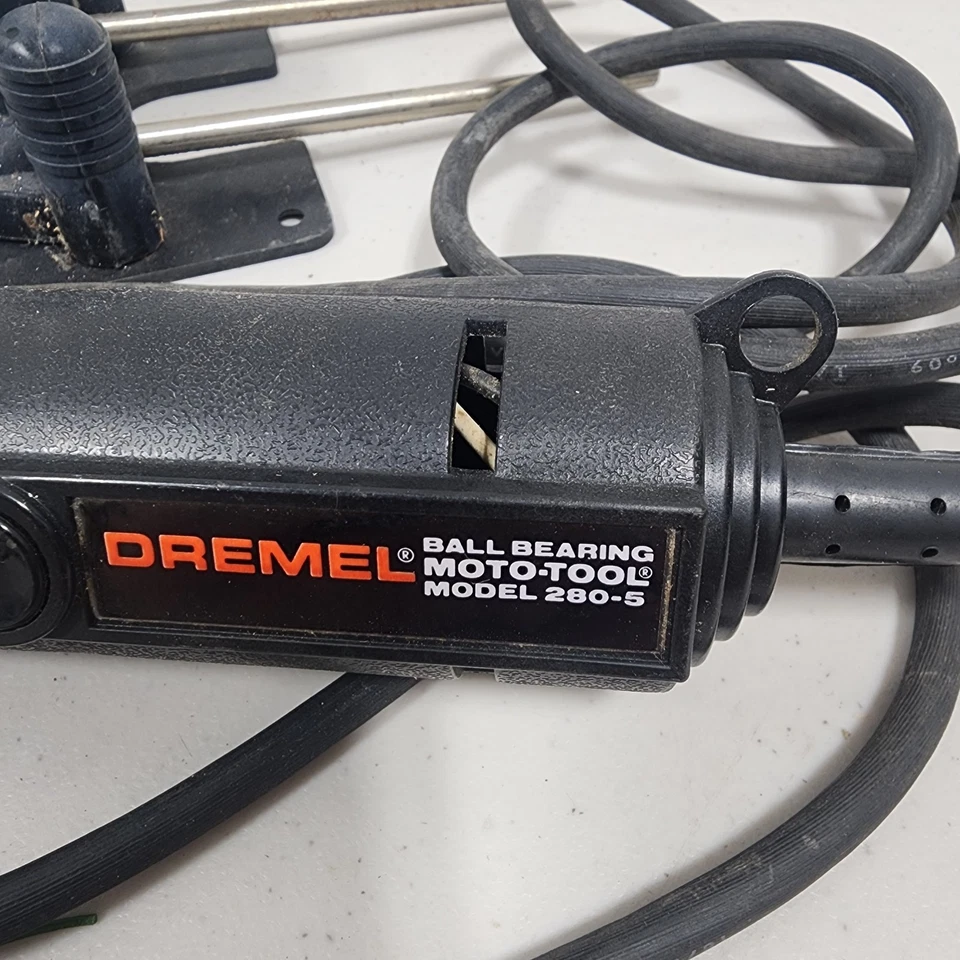 DREMEL®
BALL BEARING
MOTO-TOOL®
MODEL 280-5